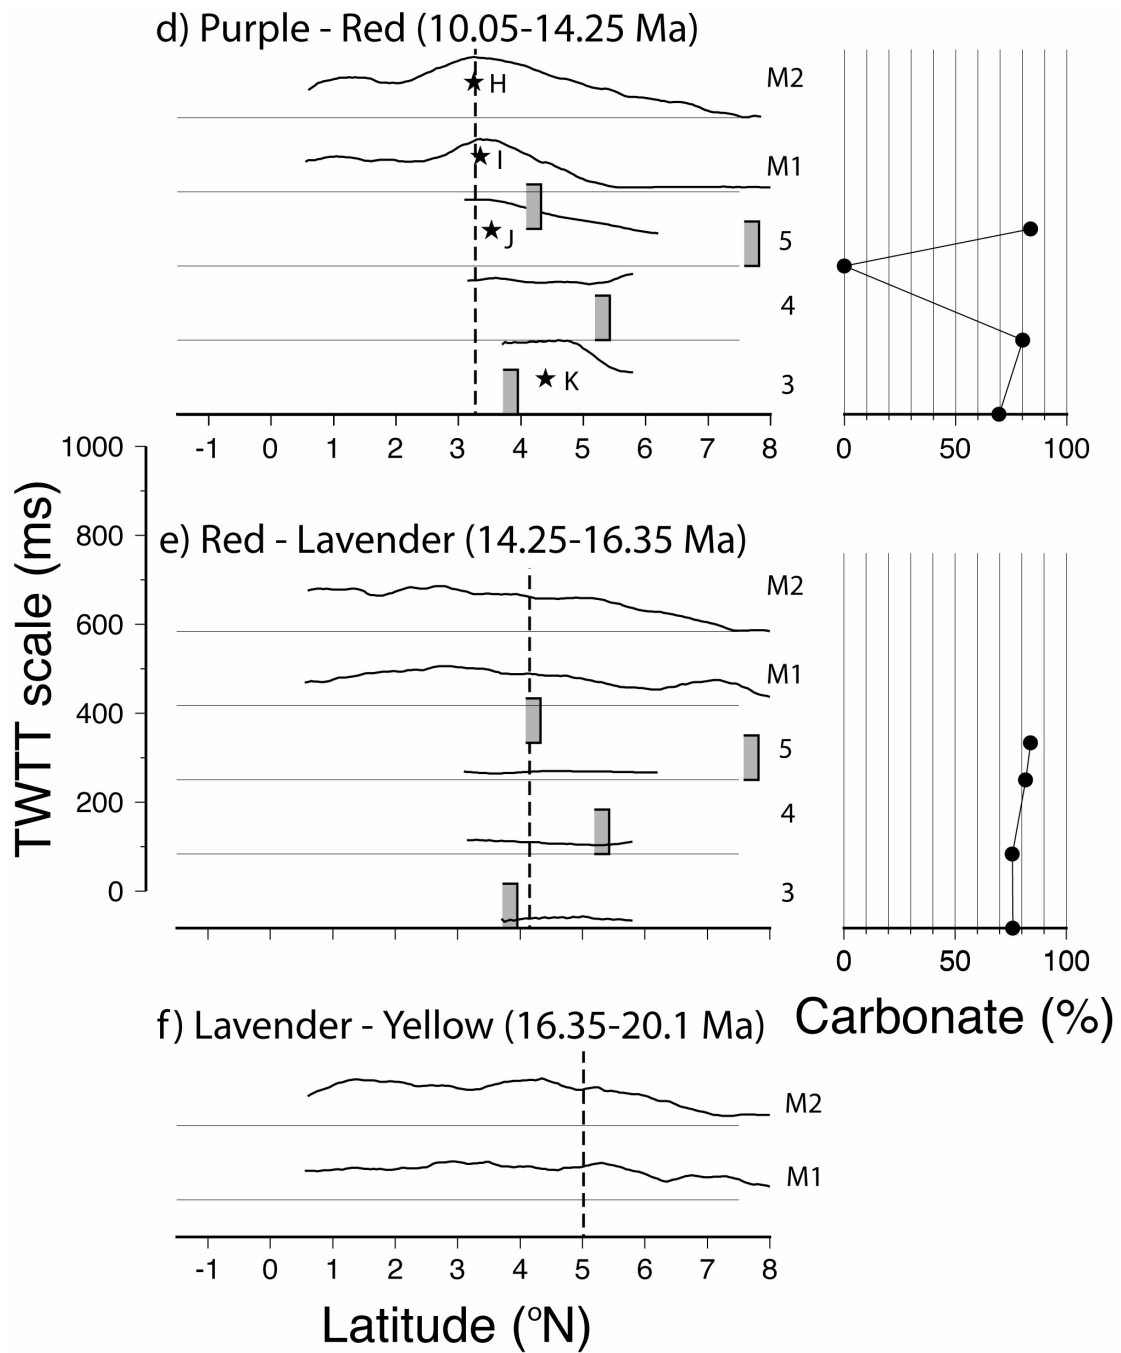 d) Purple - Red (10.05-14.25 Ma)
M2
H
M1
I
5
J
4
3
K
-1 0 1 2 3 4 5 6 7 8
0 50 100
1000
800
600
400
200
0
TWTT scale (ms)
e) Red - Lavender (14.25-16.35 Ma)
M2
M1
5
4
3
0 50 100
Carbonate (%)
f) Lavender - Yellow (16.35-20.1 Ma)
M2
M1
-1 0 1 2 3 4 5 6 7 8
Latitude (ºN)